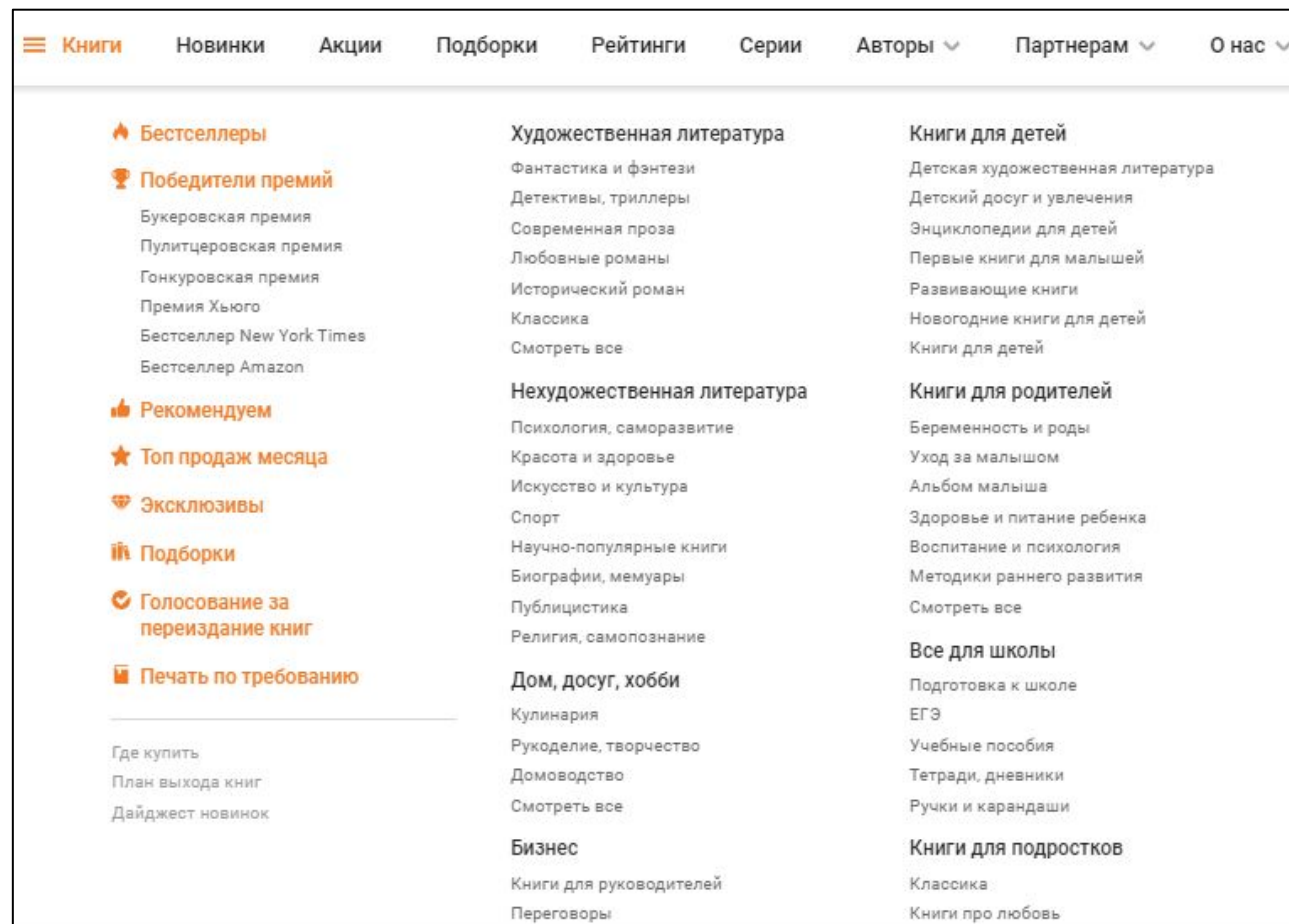 Книги Новинки Акции Подборки Рейтинги Серии Авторы Партнерам О нас
Бестселлеры
Победители премий
Букеровская премия
Пулитцеровская премия
Гонкуровская премия
Премия Хьюго
Бестселлер New York Times
Бестселлер Amazon
Рекомендуем
Топ продаж месяца
Эксклюзивы
Подборки
Голосование за
переиздание книг
Печать по требованию
Где купить
План выхода книг
Дайджест новинок
Художественная литература
Фантастика и фэнтези
Детективы, триллеры
Современная проза
Любовные романы
Исторический роман
Классика
Смотреть все
Нехудожественная литература
Психология, саморазвитие
Красота и здоровье
Искусство и культура
Спорт
Научно-популярные книги
Биографии, мемуары
Публицистика
Религия, самопознание
Дом, досуг, хобби
Кулинария
Рукоделие, творчество
Домоводство
Смотреть все
Бизнес
Книги для руководителей
Переговоры
Книги для детей
Детская художественная литература
Детский досуг и увлечения
Энциклопедии для детей
Первые книги для малышей
Развивающие книги
Новогодние книги для детей
Книги для детей
Книги для родителей
Беременность и роды
Уход за малышом
Альбом малыша
Здоровье и питание ребенка
Воспитание и психология
Методики раннего развития
Смотреть все
Все для школы
Подготовка к школе
ЕГЭ
Учебные пособия
Тетради, дневники
Ручки и карандаши
Книги для подростков
Классика
Книги про любовь